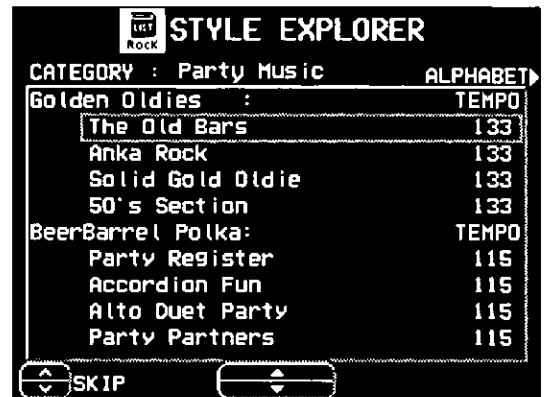 LIST
ROCK
STYLE EXPLORER
CATEGORY : Party Music ALPHABET
Golden Oldies : TEMPO
The Old Bars 133
Anka Rock 133
Solid Gold Oldie 133
50's Section 133
BeerBarrel Polka: TEMPO
Party Register 115
Accordion Fun 115
Alto Duet Party 115
Party Partners 115
SKIP